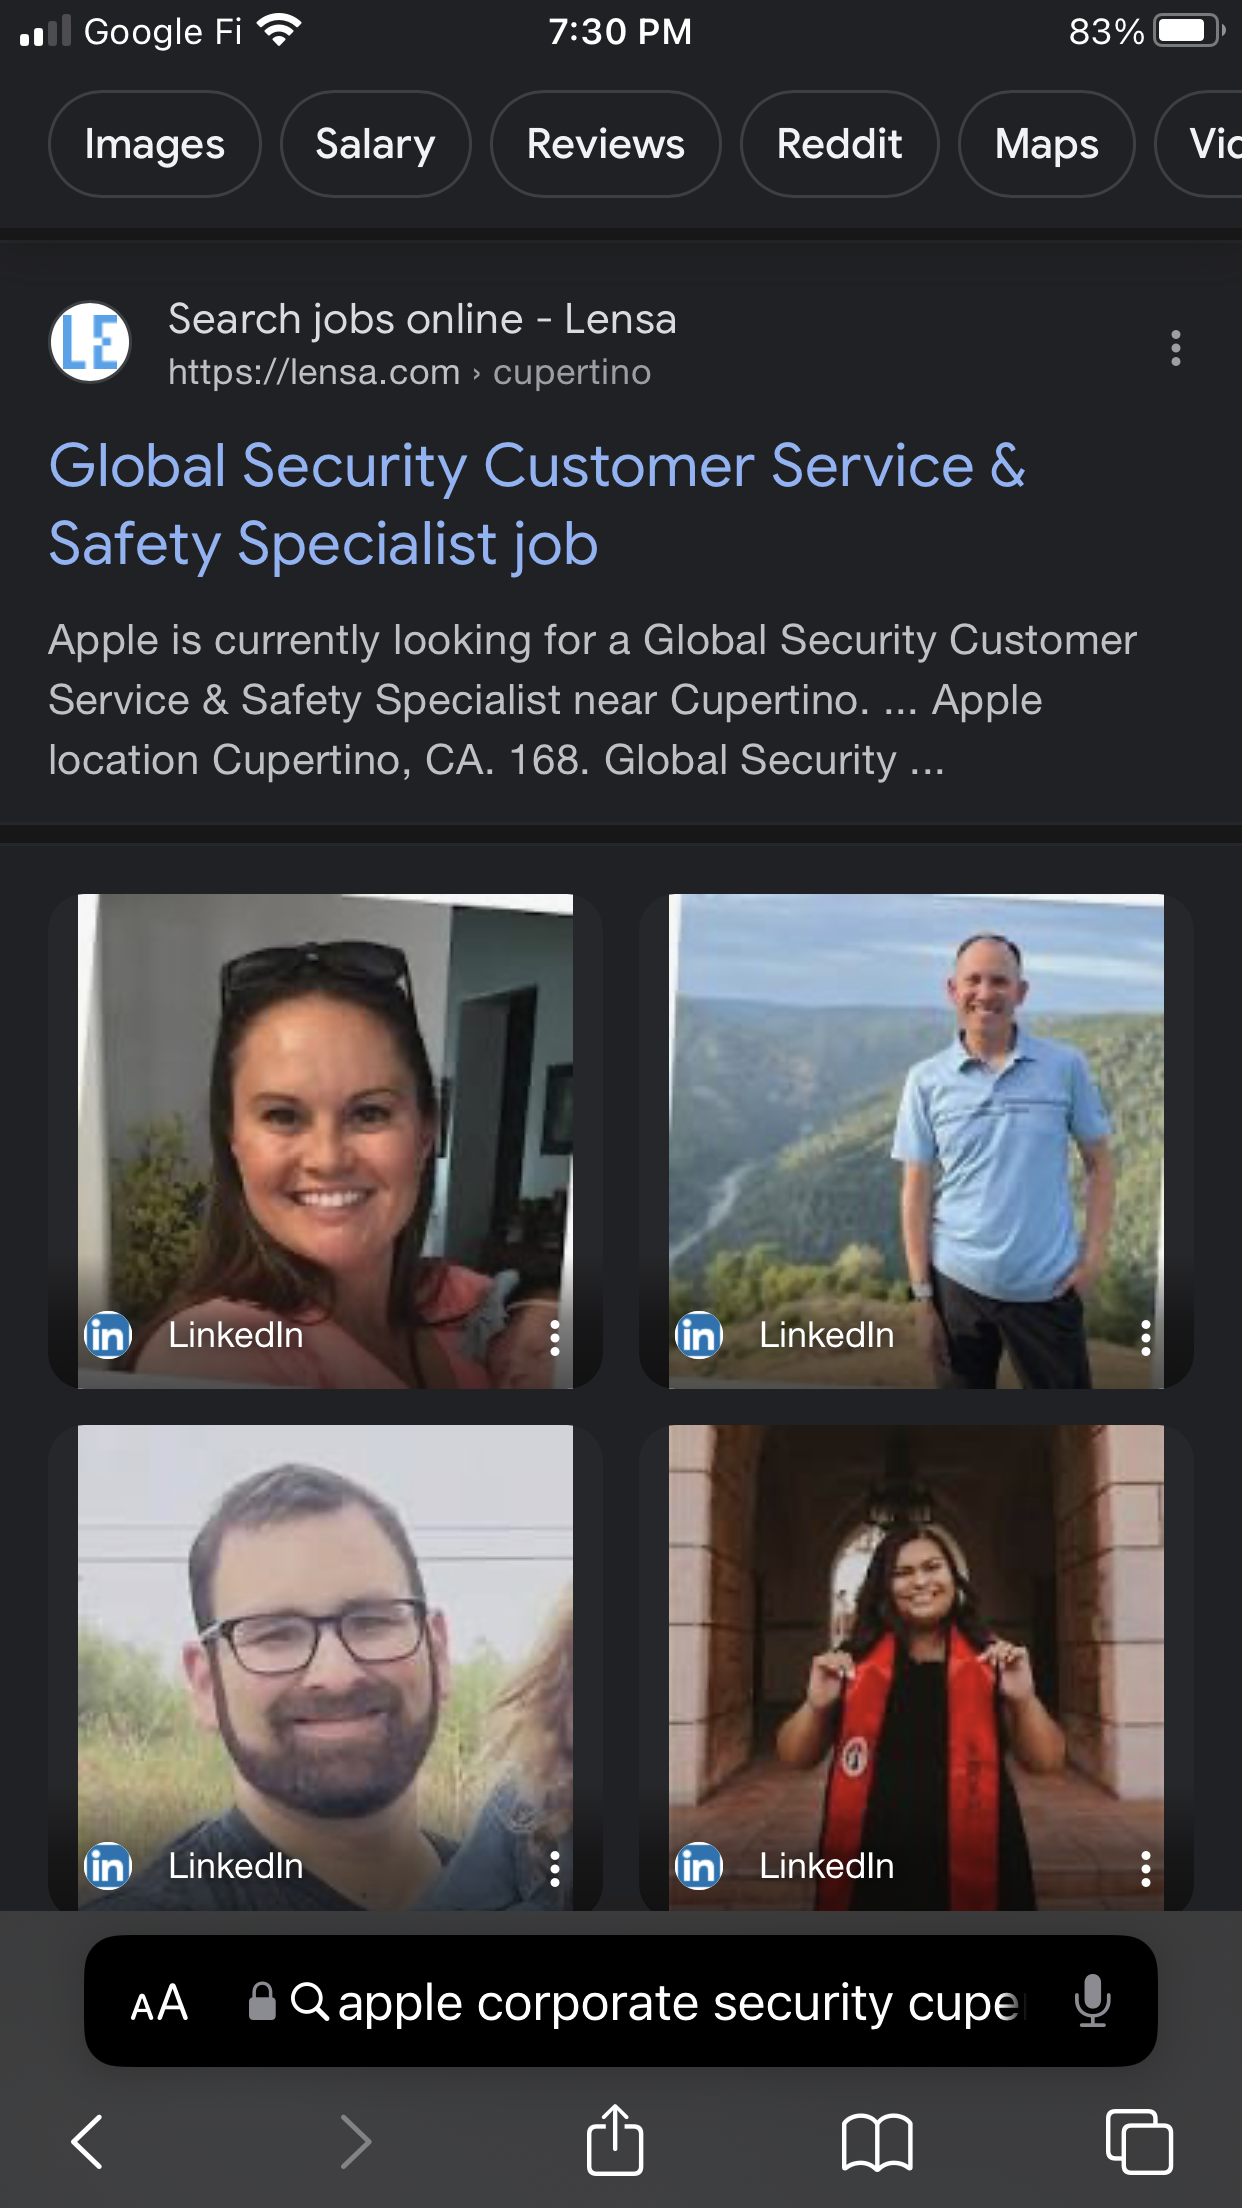 Google Fi
7:30 PM
83%
Images
Salary
Reviews
Reddit
Maps
LE
Search jobs online - Lensa
https://lensa.com › cupertino
Global Security Customer Service &
Safety Specialist job
Apple is currently looking for a Global Security Customer
Service & Safety Specialist near Cupertino. ... Apple
location Cupertino, CA. 168. Global Security ...
in LinkedIn
in LinkedIn
in LinkedIn
in LinkedIn
AA
apple corporate security cupe